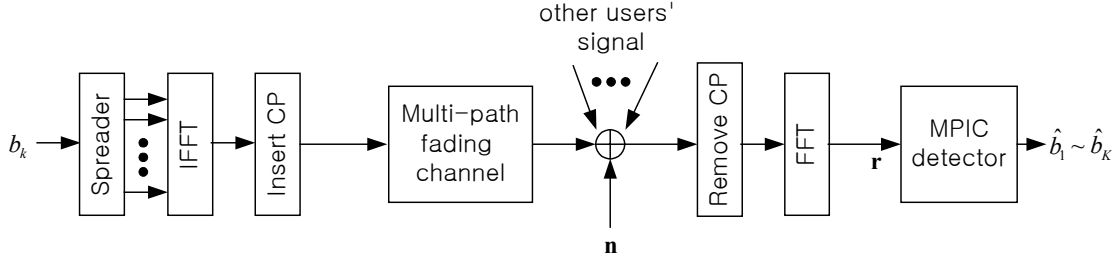 other users'
signal
b_k
Spreader
IFFT
Insert CP
Multi-path
fading
channel
n
Remove CP
FFT
r
MPIC
detector
b̂_1 ~ b̂_K